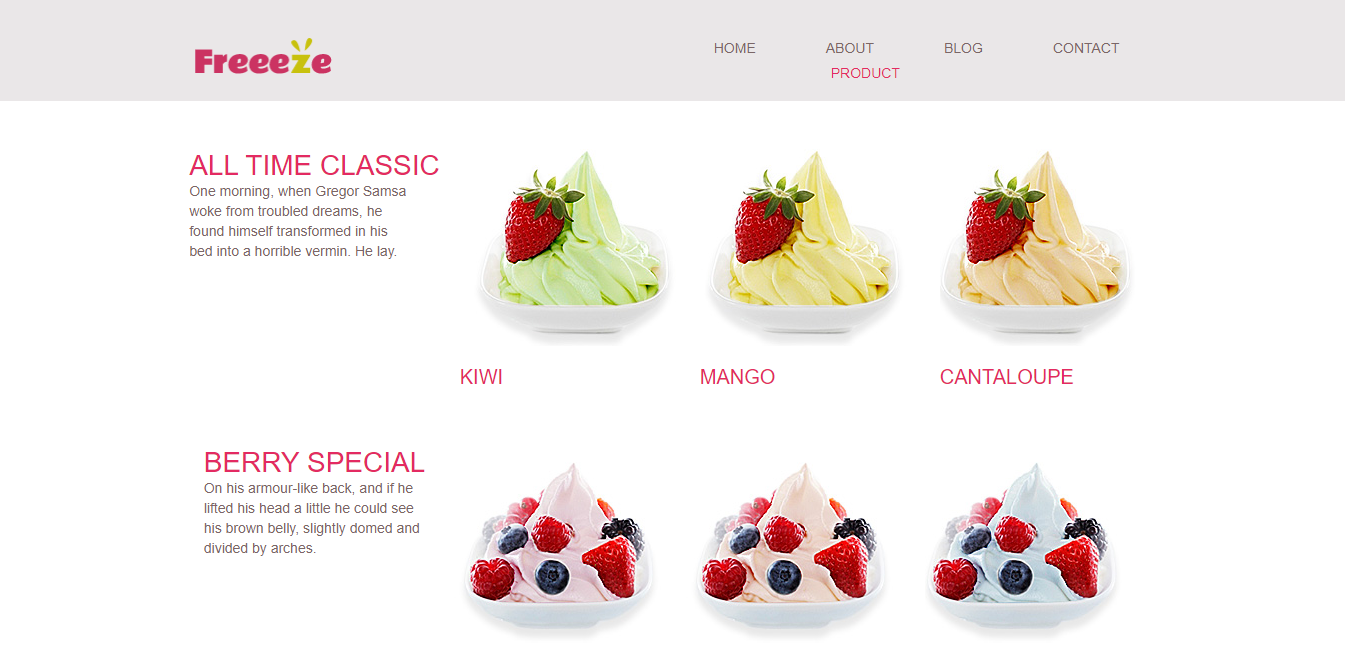 Freeeze
HOME
ABOUT
BLOG
CONTACT
PRODUCT
ALL TIME CLASSIC
One morning, when Gregor Samsa
woke from troubled dreams, he
found himself transformed in his
bed into a horrible vermin. He lay.
KIWI
MANGO
CANTALOUPE
BERRY SPECIAL
On his armour-like back, and if he
lifted his head a little he could see
his brown belly, slightly domed and
divided by arches.